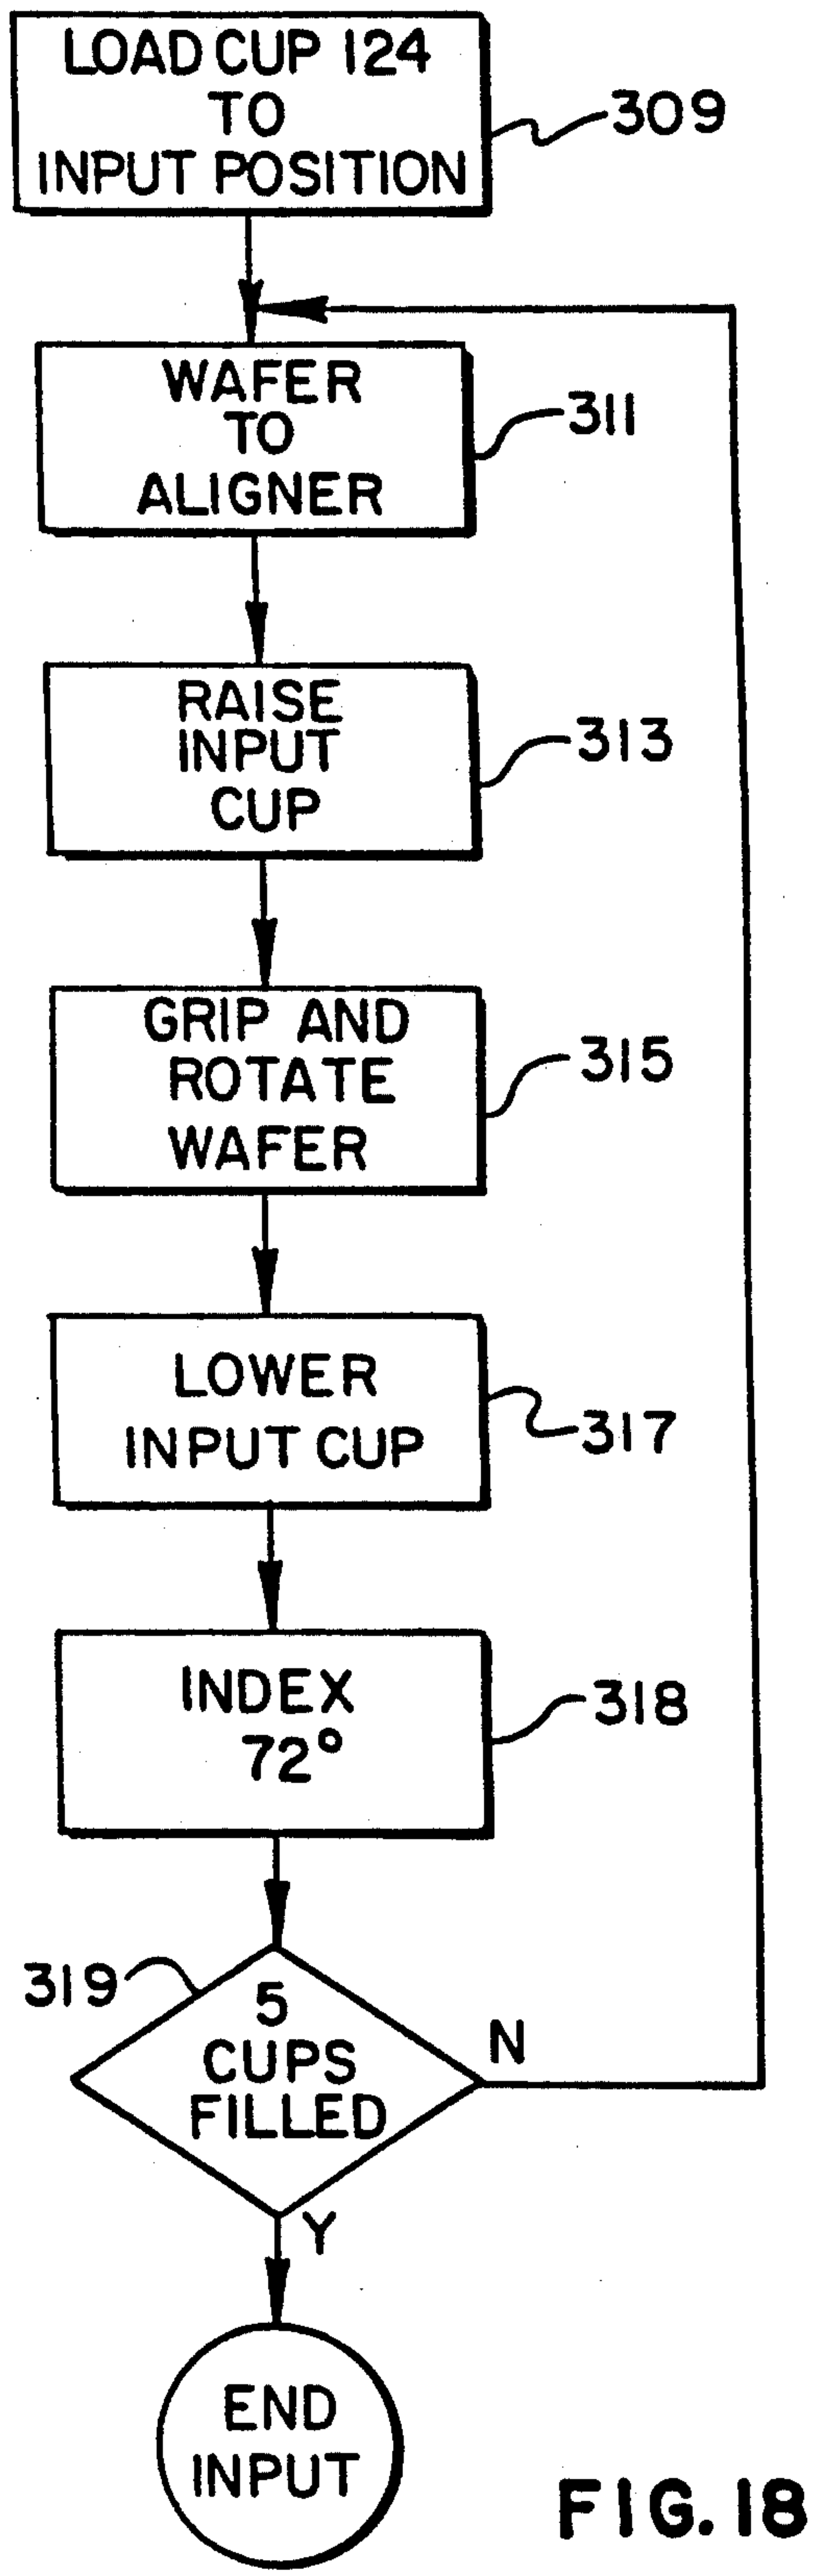 LOAD CUP 124
TO
INPUT POSITION
309
WAFER
TO
ALIGNER
311
RAISE
INPUT
CUP
313
GRIP AND
ROTATE
WAFER
315
LOWER
INPUT CUP
317
INDEX
72°
318
319
5
CUPS
FILLED
N
Y
END
INPUT
FIG. 18